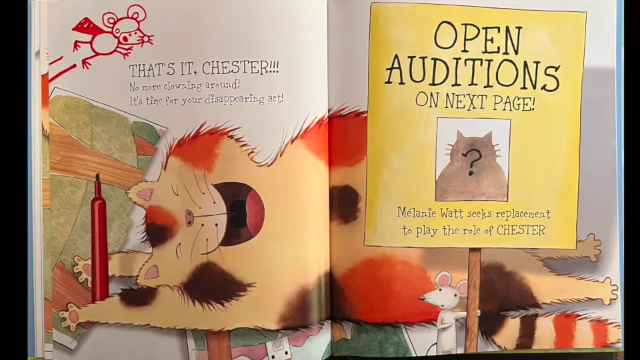 THAT'S IT, CHESTER!!!
No more clowning around!
It's time for your disappearing act!
OPEN
AUDITIONS
ON NEXT PAGE!
?
Mélanie Watt seeks replacement
to play the role of CHESTER